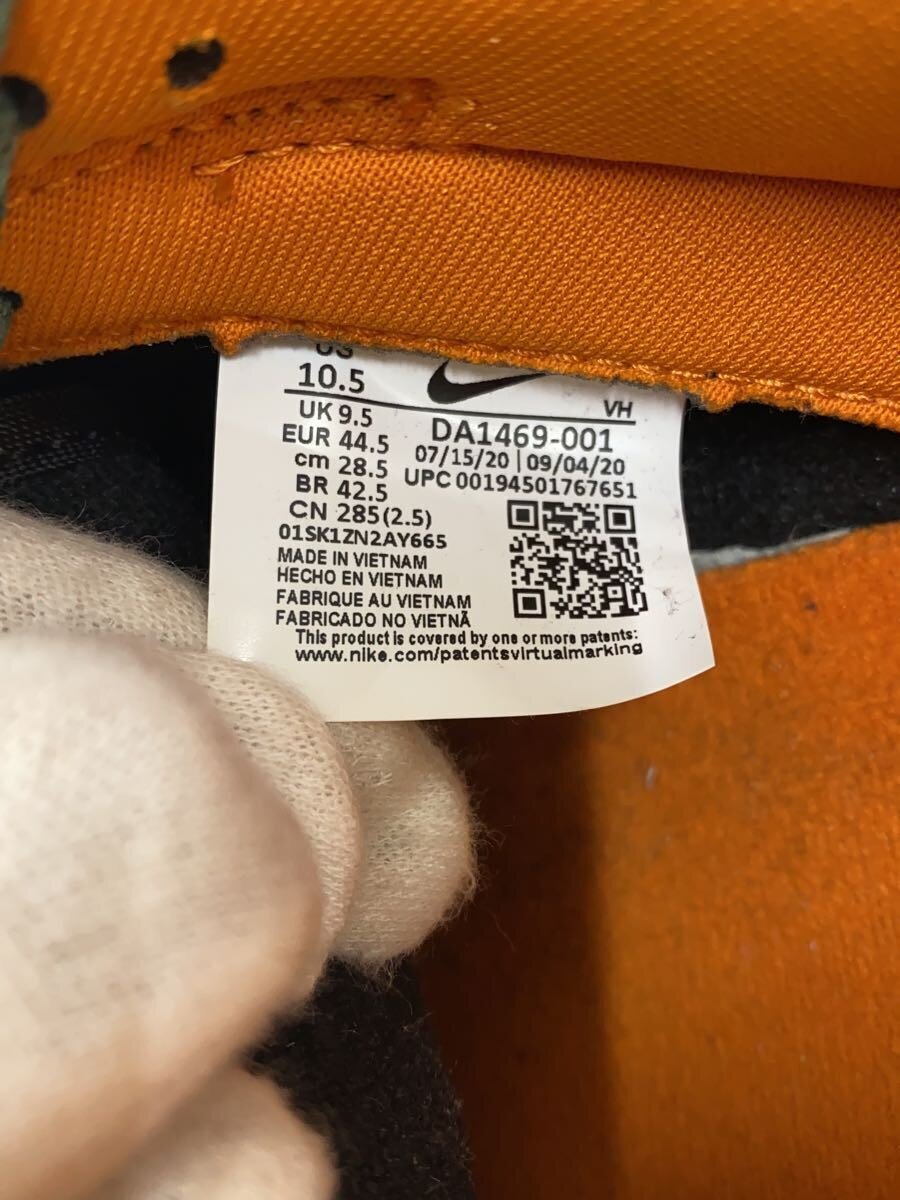 US
10.5
VH
UK 9.5
EUR 44.5
cm 28.5
BR 42.5
CN 285(2.5)
DA1469-001
07/15/20 | 09/04/20
UPC 00194501767651
01SK1ZN2AY665
MADE IN VIETNAM
HECHO EN VIETNAM
FABRIQUE AU VIETNAM
FABRICADO NO VIETNÃ
This product is covered by one or more patents:
www.nike.com/patentsvirtualmarking